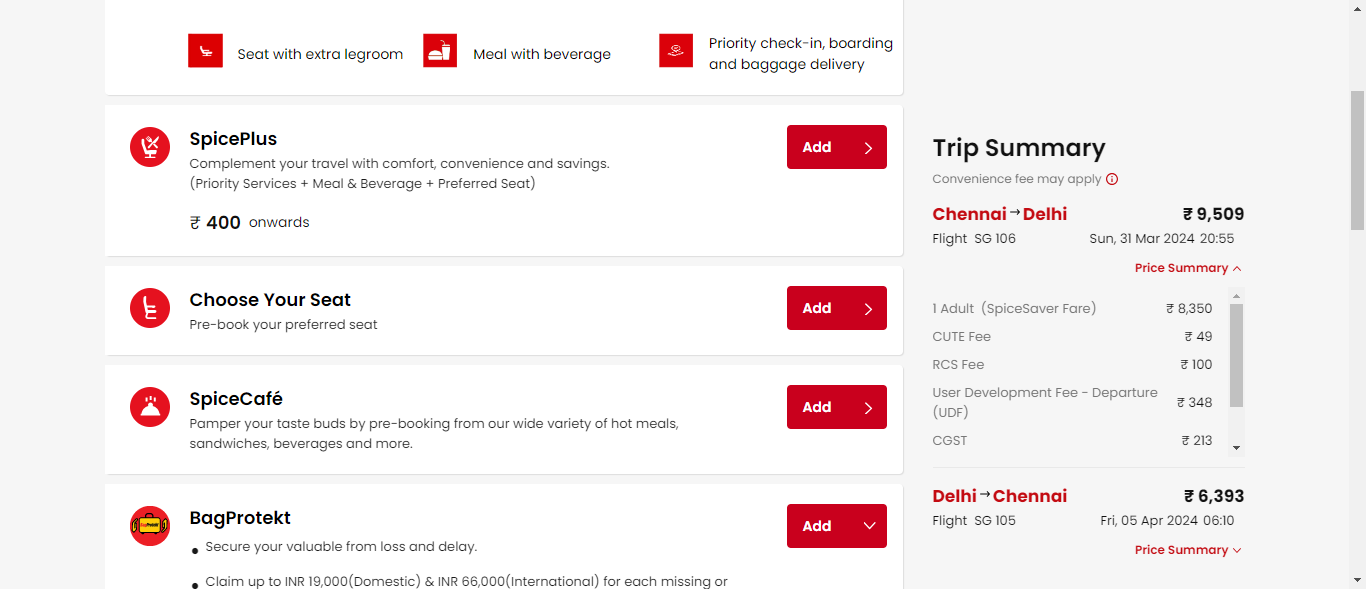 Seat with extra legroom
Meal with beverage
Priority check-in, boarding
and baggage delivery
SpicePlus
Complement your travel with comfort, convenience and savings.
(Priority Services + Meal & Beverage + Preferred Seat)
₹ 400 onwards
Add
Choose Your Seat
Pre-book your preferred seat
Add
SpiceCafé
Pamper your taste buds by pre-booking from our wide variety of hot meals,
sandwiches, beverages and more.
Add
BagProtekt
Secure your valuable from loss and delay.
Claim up to INR 19,000(Domestic) & INR 66,000(International) for each missing or
Add
Trip Summary
Convenience fee may apply
Chennai → Delhi ₹ 9,509
Flight SG 106 Sun, 31 Mar 2024 20:55
Price Summary
1 Adult (SpiceSaver Fare) ₹ 8,350
CUTE Fee ₹ 49
RCS Fee ₹ 100
User Development Fee - Departure
(UDF) ₹ 348
CGST ₹ 213
Delhi → Chennai ₹ 6,393
Flight SG 105 Fri, 05 Apr 2024 06:10
Price Summary